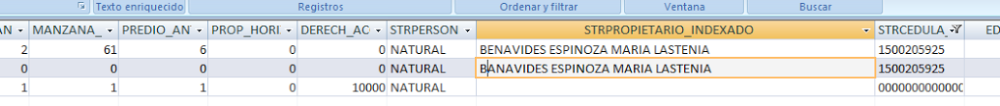 Texto enriquecido Registros Ordenar y filtrar Ventana Buscar
AN MANZANA_ PREDIO_AN PROP_HORI DERECH_AC STRPERSON STRPROPIETARIO_INDEXADO STRCEDULA_ ED
2 61 6 0 0 NATURAL BENAVIDES ESPINOZA MARIA LASTENIA 1500205925
0 0 0 0 0 NATURAL BANAVIDES ESPINOZA MARIA LASTENIA 1500205925
1 1 1 0 10000 NATURAL 0000000000000